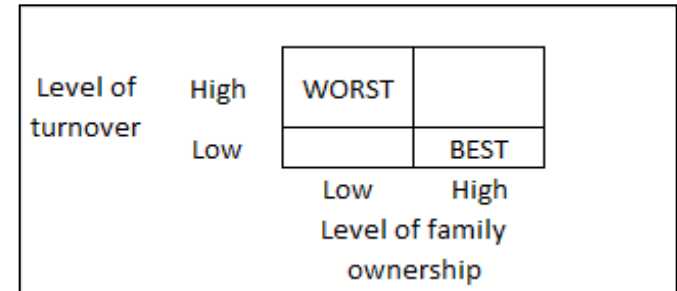 Level of
turnover
High
WORST
Low
BEST
Low
High
Level of family
ownership